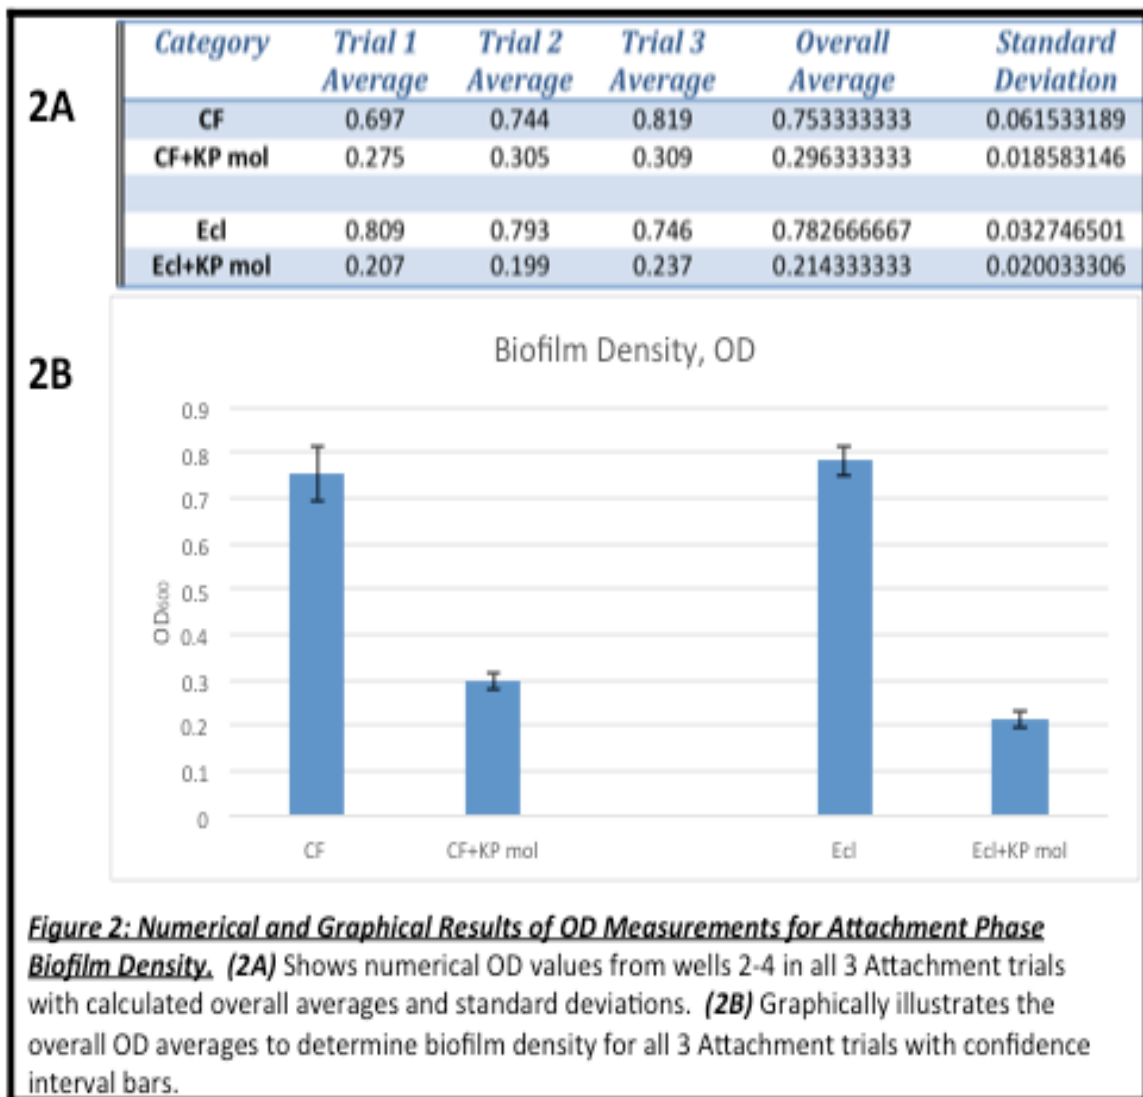 2A
Category Trial 1 Average Trial 2 Average Trial 3 Average Overall Average Standard Deviation
CF 0.697 0.744 0.819 0.753333333 0.061533189
CF+KP mol 0.275 0.305 0.309 0.296333333 0.018583146
Ecl 0.809 0.793 0.746 0.782666667 0.032746501
Ecl+KP mol 0.207 0.199 0.237 0.214333333 0.020033306
2B
Biofilm Density, OD
OD600
0.9
0.8
0.7
0.6
0.5
0.4
0.3
0.2
0.1
0
CF CF+KP mol Ecl Ecl+KP mol
Figure 2: Numerical and Graphical Results of OD Measurements for Attachment Phase
Biofilm Density. (2A) Shows numerical OD values from wells 2-4 in all 3 Attachment trials
with calculated overall averages and standard deviations. (2B) Graphically illustrates the
overall OD averages to determine biofilm density for all 3 Attachment trials with confidence
interval bars.